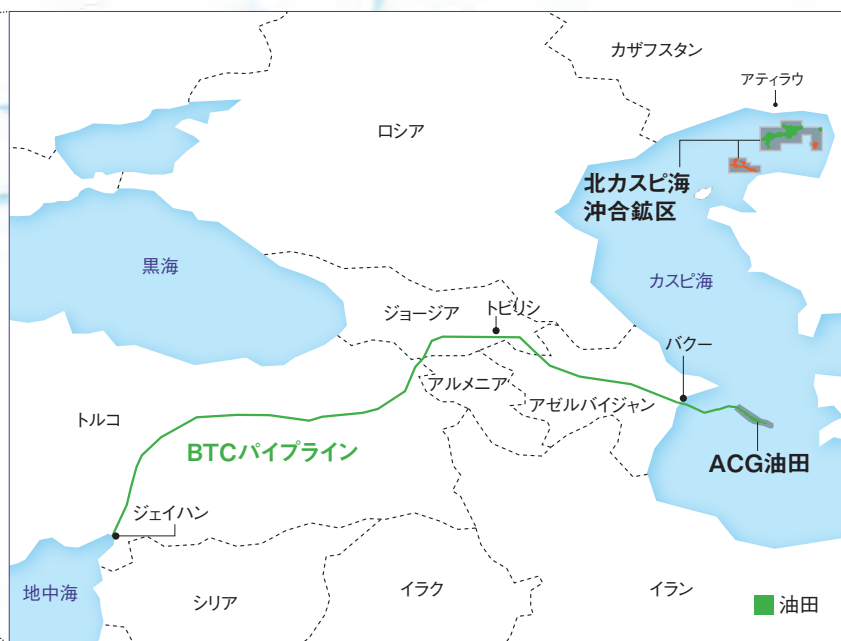 カザフスタン
アティラウ
ロシア
北カスピ海
沖合鉱区
黒海
カスピ海
ジョージア
トビリシ
バクー
アルメニア
アゼルバイジャン
トルコ
BTCパイプライン
ACG油田
ジェイハン
地中海
シリア
イラク
イラン
油田